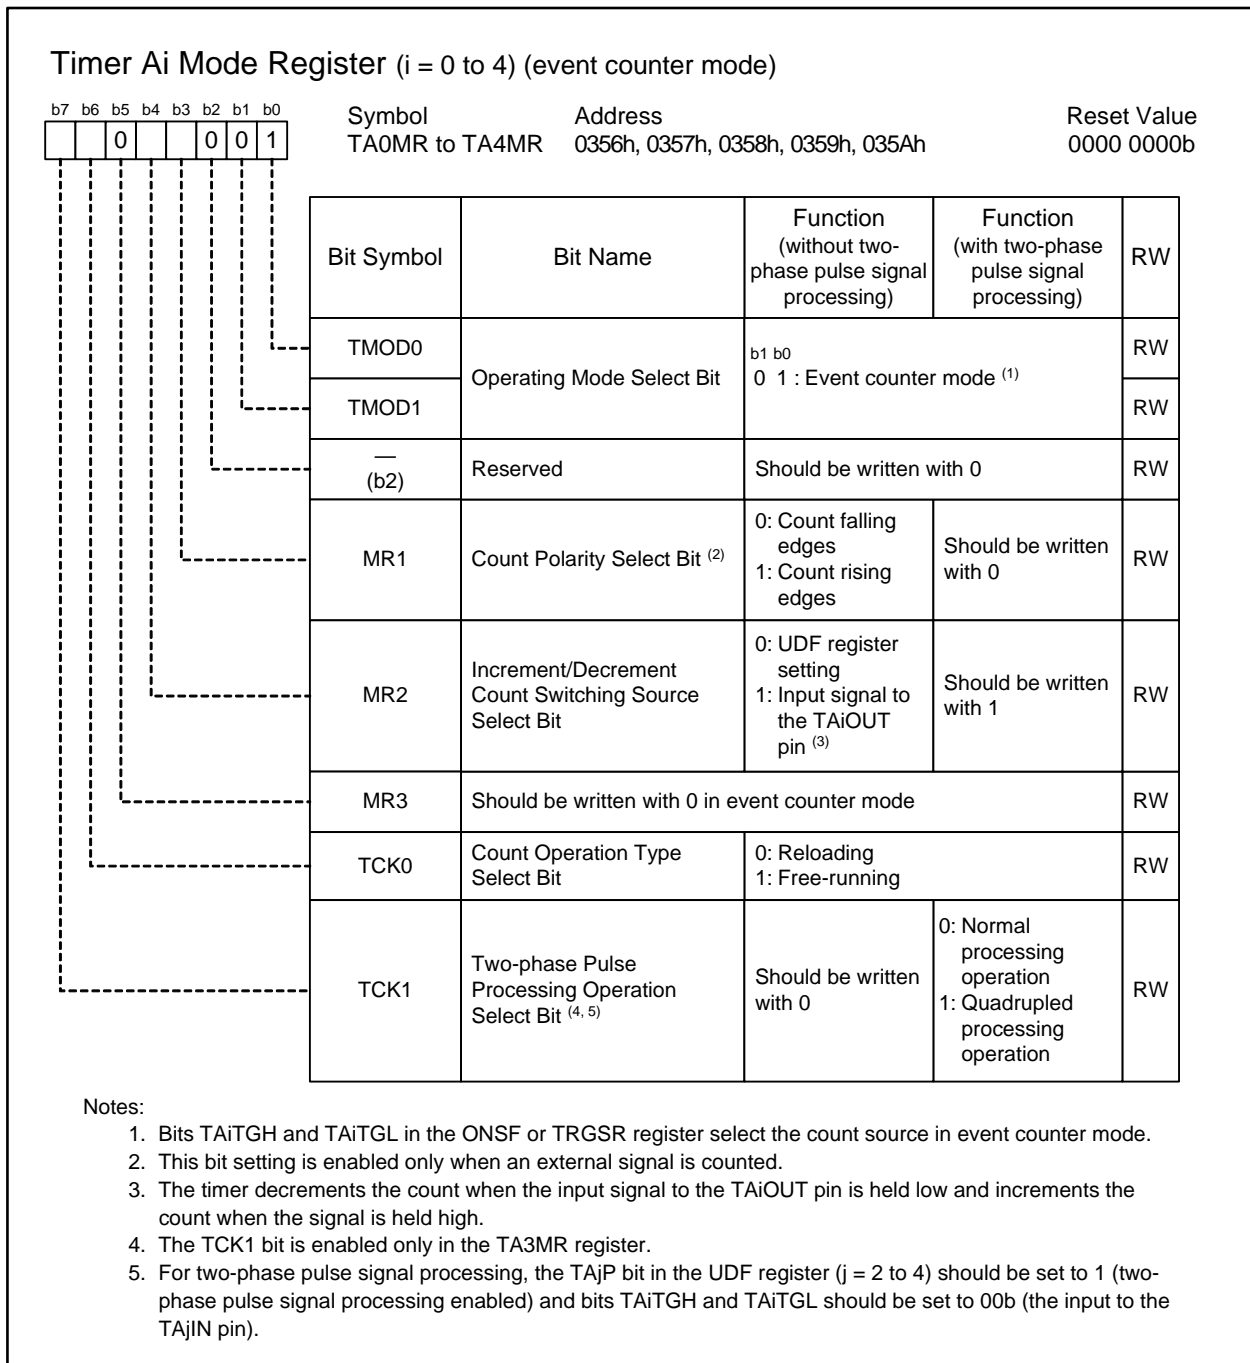 Timer Ai Mode Register (i = 0 to 4) (event counter mode)
b7 b6 b5 b4 b3 b2 b1 b0
0 0 0 1
Symbol Address Reset Value
TA0MR to TA4MR 0356h, 0357h, 0358h, 0359h, 035Ah 0000 0000b
Bit Symbol
Bit Name
Function
(without two-
phase pulse signal
processing)
Function
(with two-phase
pulse signal
processing)
RW
TMOD0
Operating Mode Select Bit
b1 b0
0 1 : Event counter mode (1)
RW
TMOD1
RW
—
(b2)
Reserved
Should be written with 0
RW
MR1
Count Polarity Select Bit (2)
0: Count falling
edges
1: Count rising
edges
Should be written
with 0
RW
MR2
Increment/Decrement
Count Switching Source
Select Bit
0: UDF register
setting
1: Input signal to
the TAiOUT
pin (3)
Should be written
with 1
RW
MR3
Should be written with 0 in event counter mode
RW
TCK0
Count Operation Type
Select Bit
0: Reloading
1: Free-running
RW
TCK1
Two-phase Pulse
Processing Operation
Select Bit (4, 5)
Should be written
with 0
0: Normal
processing
operation
1: Quadrupled
processing
operation
RW
Notes:
1. Bits TAiTGH and TAiTGL in the ONSF or TRGSR register select the count source in event counter mode.
2. This bit setting is enabled only when an external signal is counted.
3. The timer decrements the count when the input signal to the TAiOUT pin is held low and increments the
count when the signal is held high.
4. The TCK1 bit is enabled only in the TA3MR register.
5. For two-phase pulse signal processing, the TAjP bit in the UDF register (j = 2 to 4) should be set to 1 (two-
phase pulse signal processing enabled) and bits TAiTGH and TAiTGL should be set to 00b (the input to the
TAjIN pin).